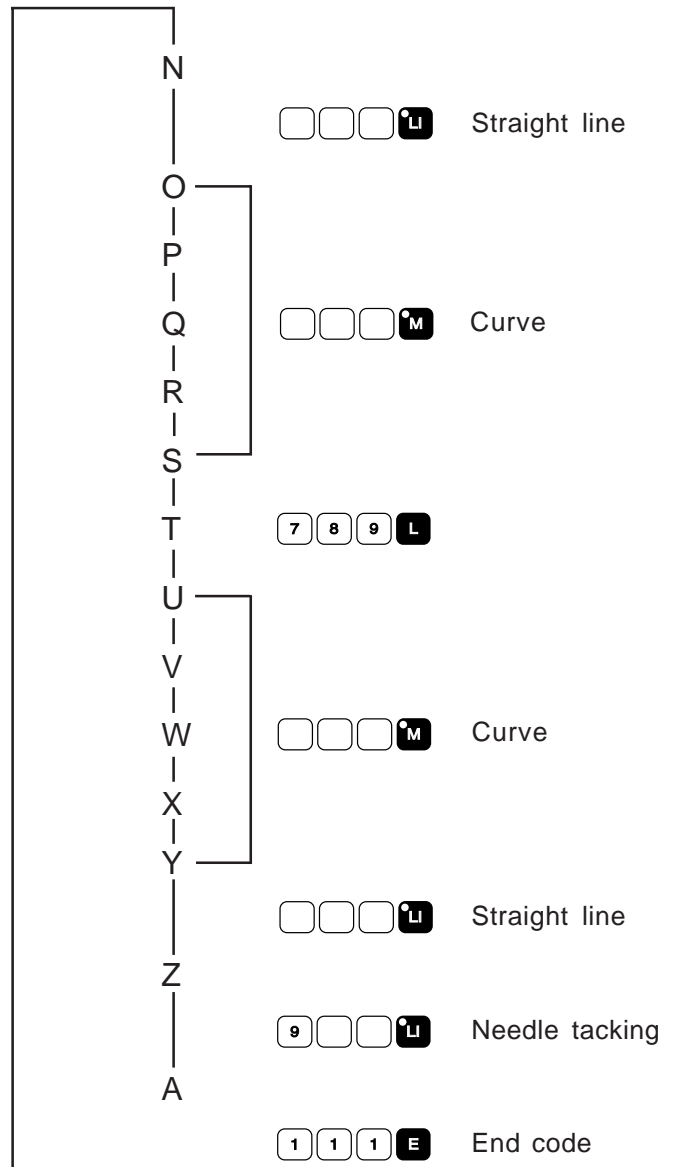 N
LI Straight line
O
P
Q M Curve
R
S
T 7 8 9 L
U
V
W M Curve
X
Y
LI Straight line
Z
9 LI Needle tacking
A
1 1 1 E End code